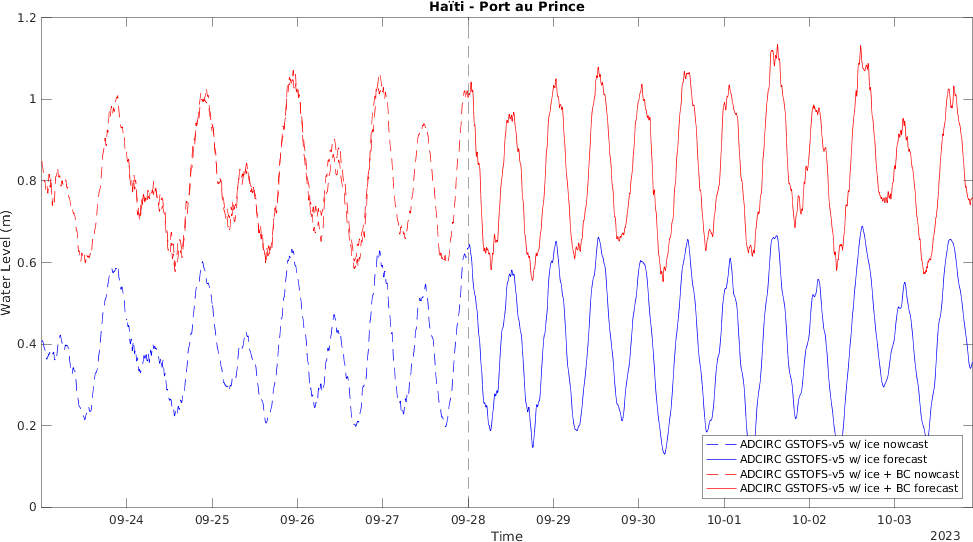 Haïti - Port au Prince
Water Level (m)
1.2
1
0.8
0.6
0.4
0.2
0
09-24 09-25 09-26 09-27 09-28 09-29 09-30 10-01 10-02 10-03
Time
2023
ADCIRC GSTOFS-v5 w/ ice nowcast
ADCIRC GSTOFS-v5 w/ ice forecast
ADCIRC GSTOFS-v5 w/ ice + BC nowcast
ADCIRC GSTOFS-v5 w/ ice + BC forecast